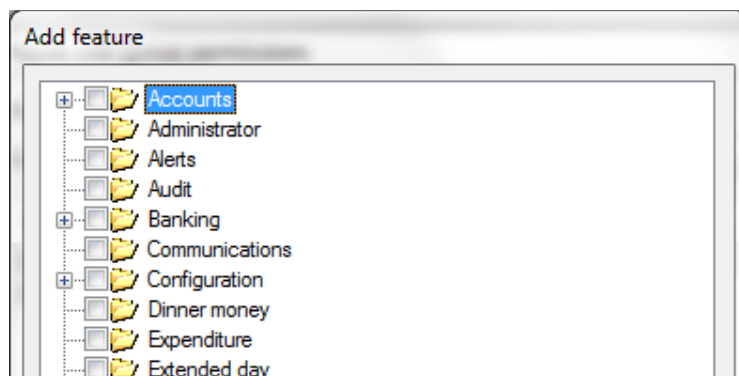 Add feature
Accounts
Administrator
Alerts
Audit
Banking
Communications
Configuration
Dinner money
Expenditure
Extended day